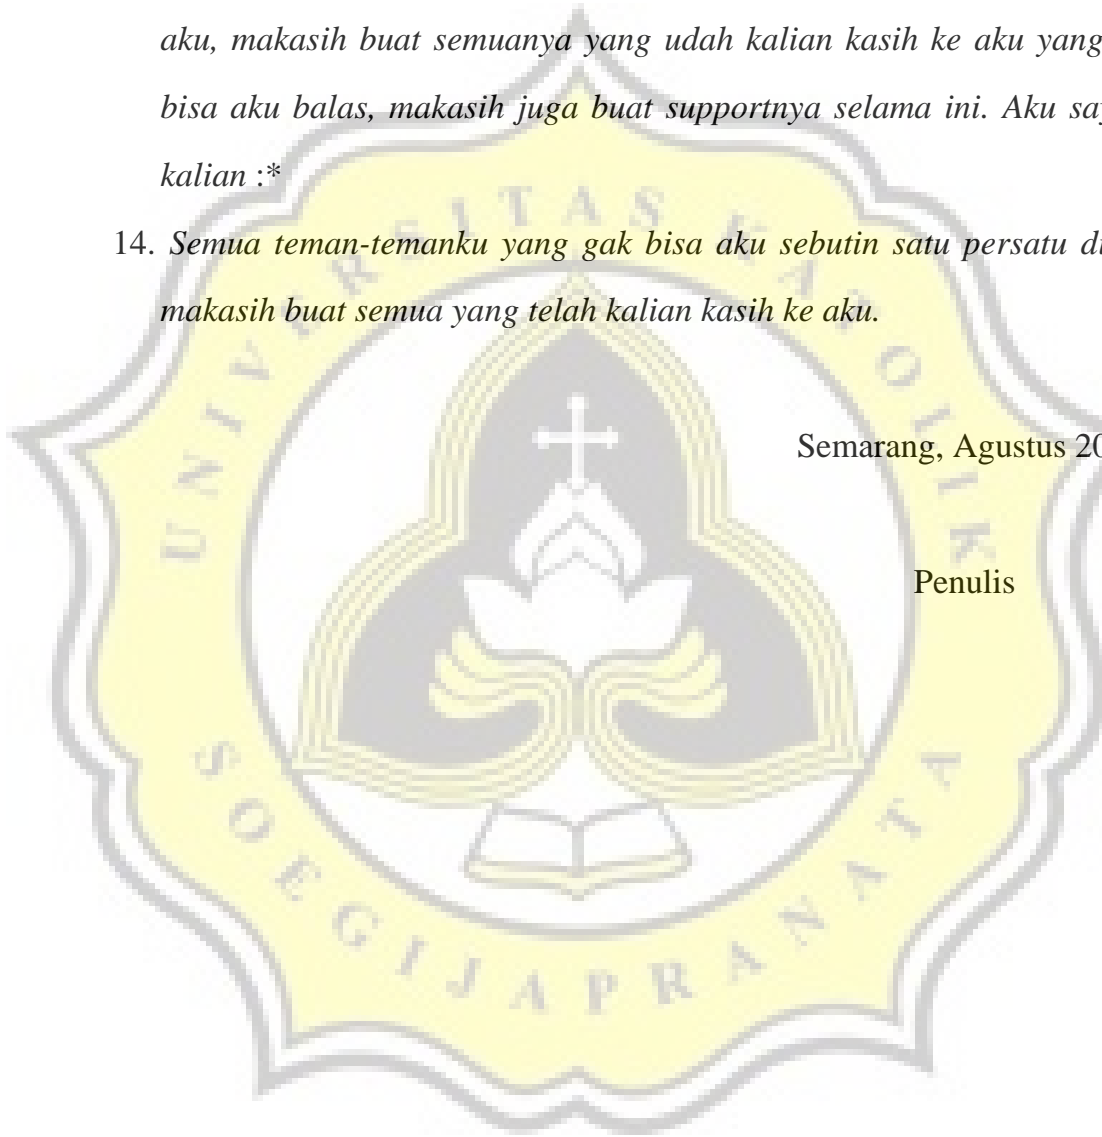 aku, makasih buat semuanya yang udah kalian kasih ke aku yang
bisa aku balas, makasih juga buat supportnya selama ini. Aku
kalian :*
14. Semua teman-temanku yang gak bisa aku sebutin satu persatu
makasih buat semua yang telah kalian kasih ke aku.
Semarang, Agustus 20
Penulis
UNIVERSITAS KATOLIK
SOEGIJAPRANATA